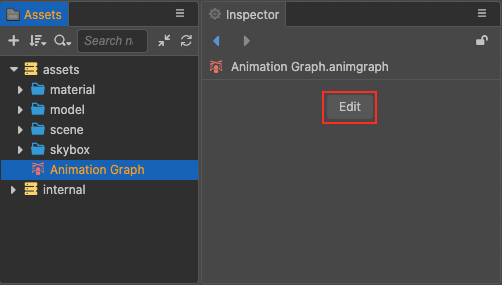 Assets
Search n
assets
material
model
scene
skybox
Animation Graph
internal
Inspector
Animation Graph.animgraph
Edit